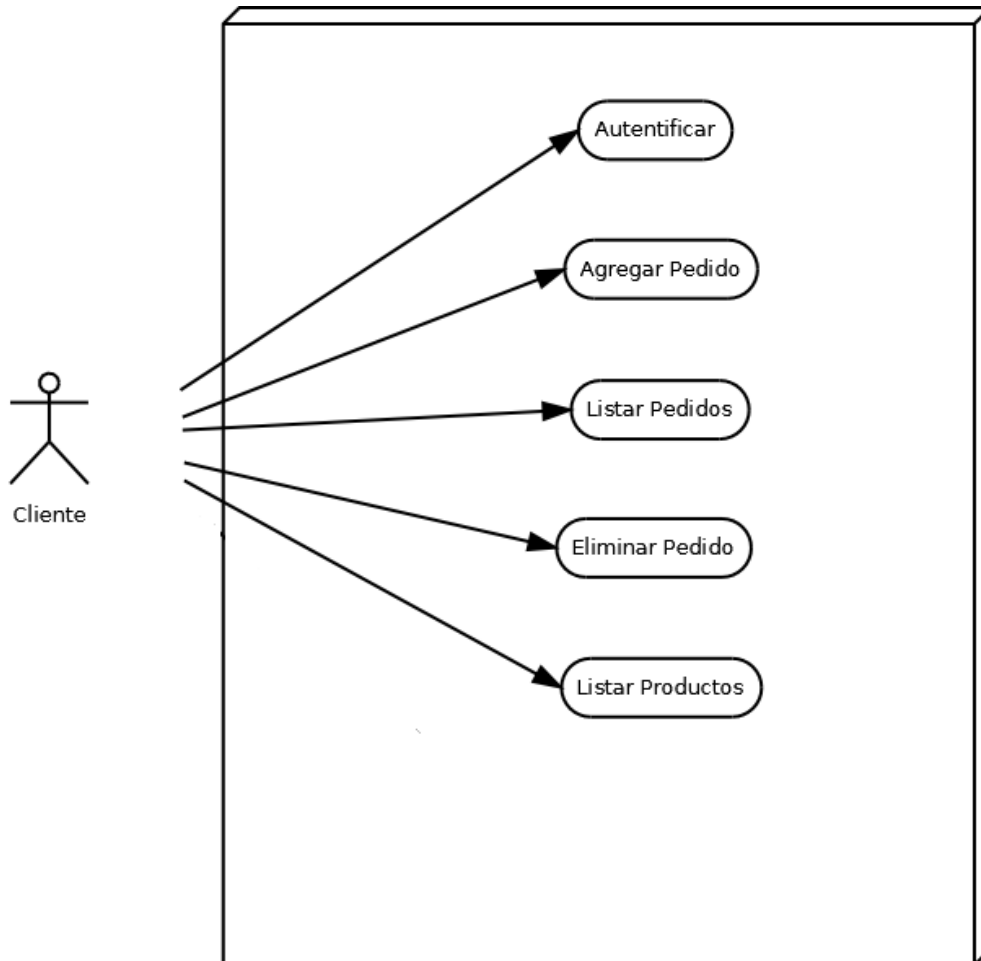 Autentificar
Agregar Pedido
Listar Pedidos
Cliente
Eliminar Pedido
Listar Productos